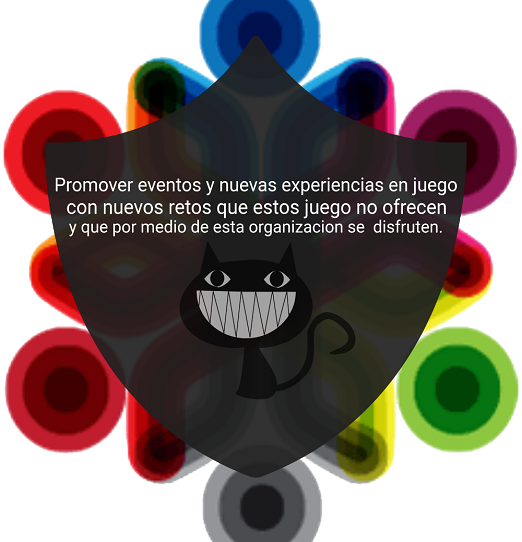 Promover eventos y nuevas experiencias en juego
con nuevos retos que estos juego no ofrecen
y que por medio de esta organizacion se  disfruten.